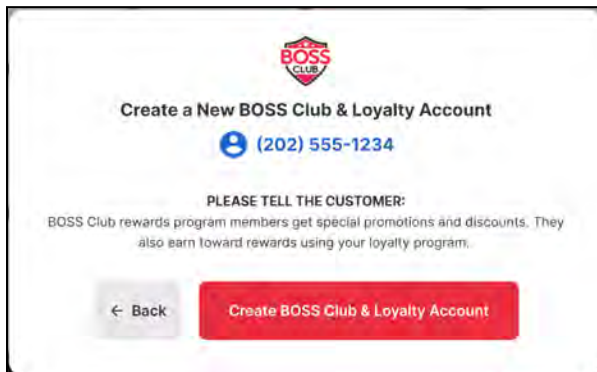 BOSS
CLUB
Create a New BOSS Club & Loyalty Account
(202) 555-1234
PLEASE TELL THE CUSTOMER:
BOSS Club rewards program members get special promotions and discounts. They
also earn toward rewards using your loyalty program.
← Back
Create BOSS Club & Loyalty Account